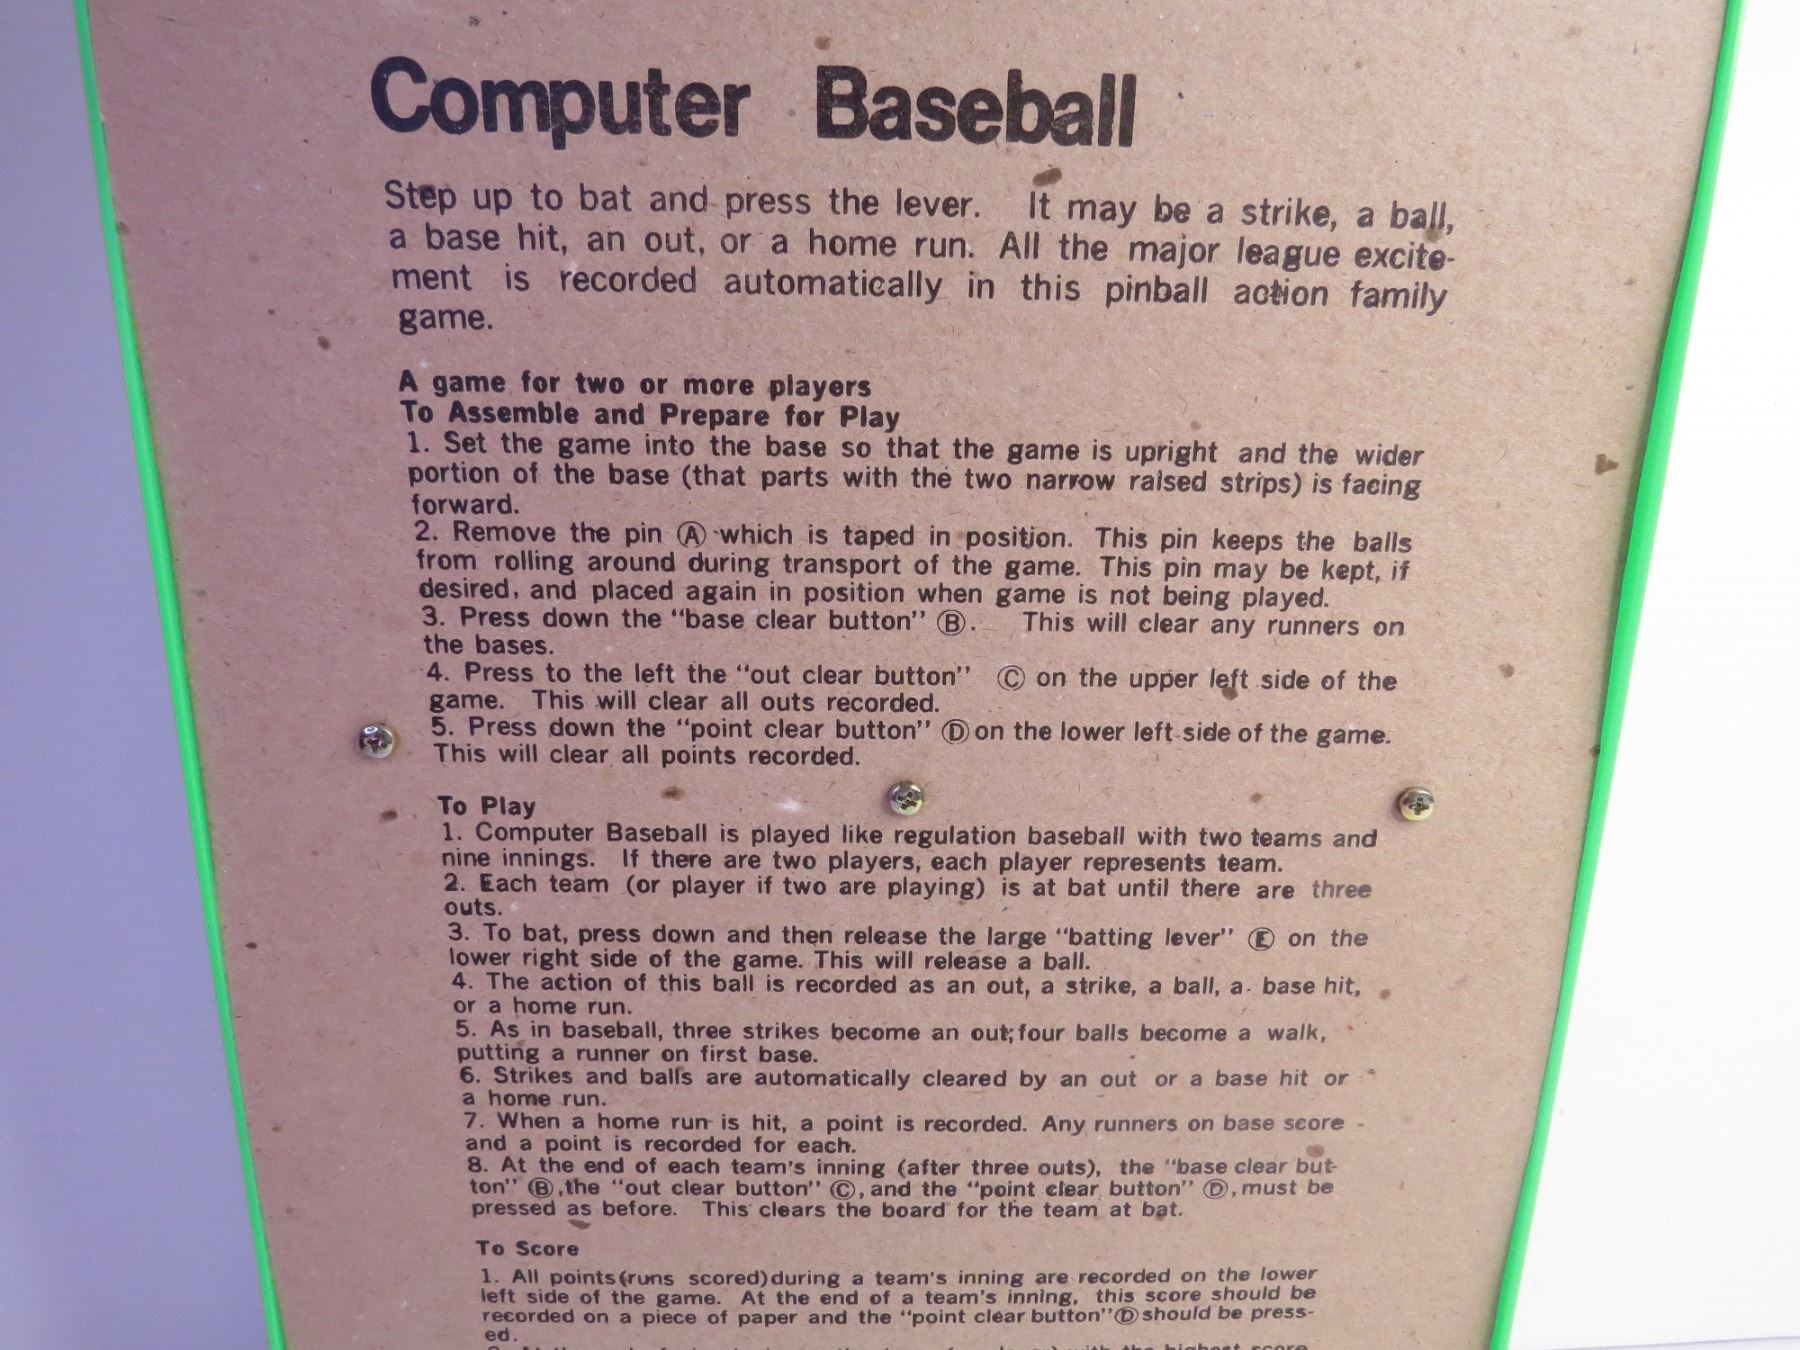 Computer Baseball
Step up to bat and press the lever. It may be a strike, a ball,
a base hit, an out, or a home run. All the major league excite-
ment is recorded automatically in this pinball action family
game.
A game for two or more players
To Assemble and Prepare for Play
1. Set the game into the base so that the game is upright and the wider
portion of the base (that parts with the two narrow raised strips) is facing
forward.
2. Remove the pin Ⓐ which is taped in position. This pin keeps the balls
from rolling around during transport of the game. This pin may be kept, if
desired, and placed again in position when game is not being played.
3. Press down the "base clear button" Ⓑ. This will clear any runners on
the bases.
4. Press to the left the "out clear button" Ⓒ on the upper left side of the
game. This will clear all outs recorded.
5. Press down the "point clear button" Ⓓ on the lower left side of the game.
This will clear all points recorded.
To Play
1. Computer Baseball is played like regulation baseball with two teams and
nine innings. If there are two players, each player represents team.
2. Each team (or player if two are playing) is at bat until there are three
outs.
3. To bat, press down and then release the large "batting lever" Ⓔ on the
lower right side of the game. This will release a ball.
4. The action of this ball is recorded as an out, a strike, a ball, a base hit,
or a home run.
5. As in baseball, three strikes become an out; four balls become a walk,
putting a runner on first base.
6. Strikes and balls are automatically cleared by an out or a base hit or
a home run.
7. When a home run is hit, a point is recorded. Any runners on base score
and a point is recorded for each.
8. At the end of each team's inning (after three outs), the "base clear but-
ton" Ⓑ, the "out clear button" Ⓒ, and the "point clear button" Ⓓ, must be
pressed as before. This clears the board for the team at bat.
To Score
1. All points (runs scored) during a team's inning are recorded on the lower
left side of the game. At the end of a team's inning, this score should be
recorded on a piece of paper and the "point clear button" Ⓓ should be press-
ed.